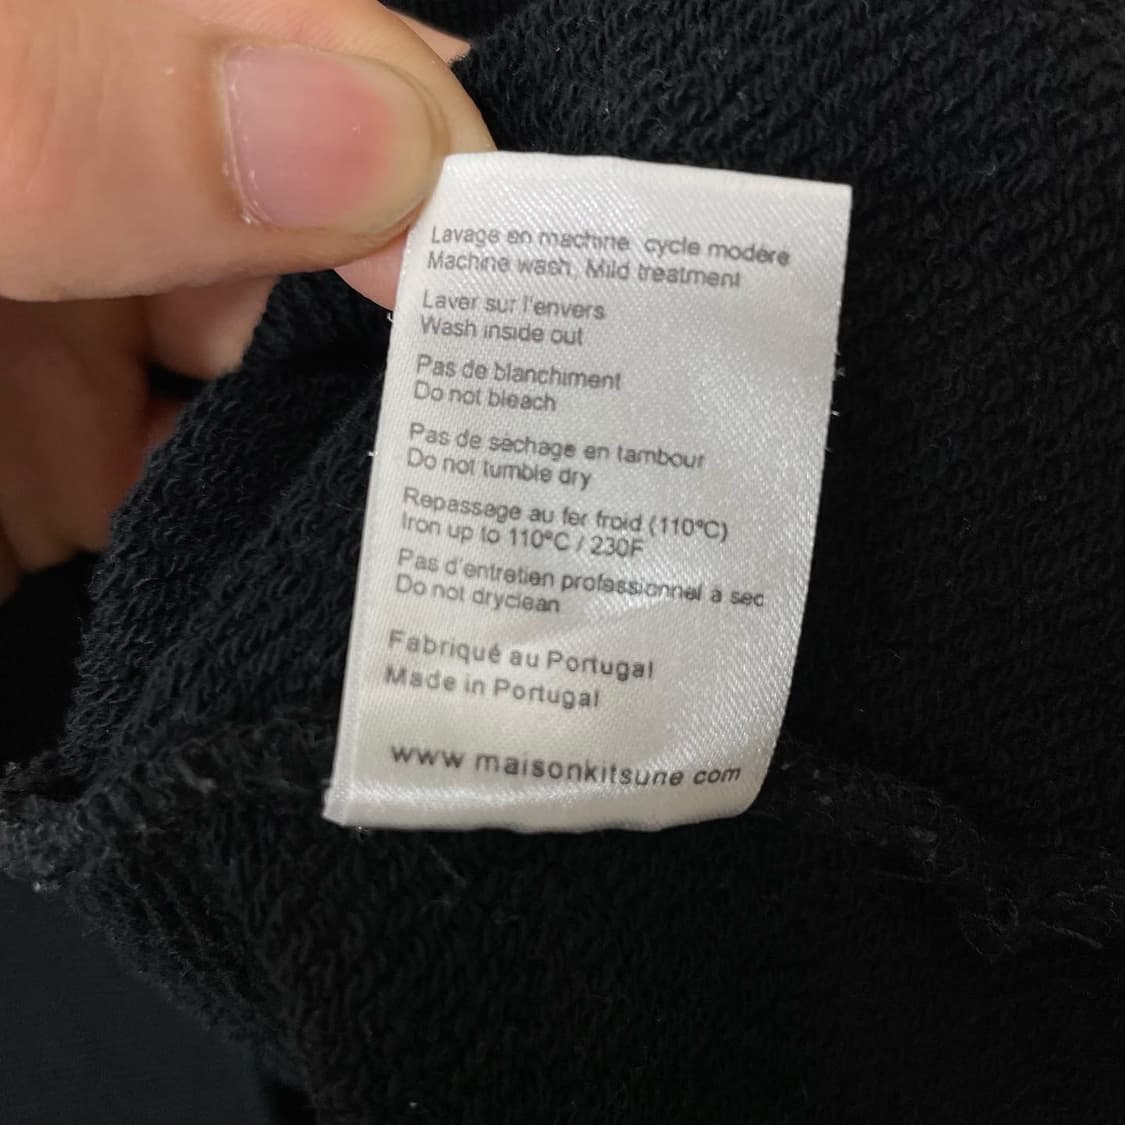 Lavage en machine cycle modéré
Machine wash, Mild treatment
Laver sur l'envers
Wash inside out
Pas de blanchiment
Do not bleach
Pas de séchage en tambour
Do not tumble dry
Repassage au fer froid (110°C)
Iron up to 110°C / 230F
Pas d'entretien professionnel à sec
Do not dryclean
Fabriqué au Portugal
Made in Portugal
www.maisonkitsune.com